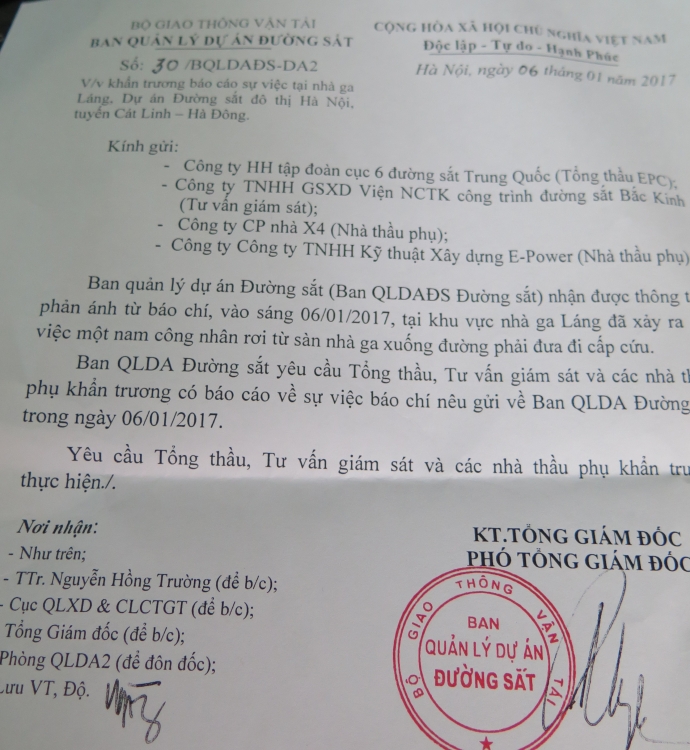 BỘ GIAO THÔNG VẬN TẢI
BAN QUẢN LÝ DỰ ÁN ĐƯỜNG SẮT
Số: 30 /BQLDAĐS-DA2
V/v khẩn trương báo cáo sự việc tại nhà ga
Láng, Dự án Đường sắt đô thị Hà Nội,
tuyến Cát Linh – Hà Đông.
CỘNG HÒA XÃ HỘI CHỦ NGHĨA VIỆT NAM
Độc lập - Tự do - Hạnh Phúc
Hà Nội, ngày 06 tháng 01 năm 2017
Kính gửi:
- Công ty HH tập đoàn cục 6 đường sắt Trung Quốc (Tổng thầu EPC);
- Công ty TNHH GSXD Viện NCTK công trình đường sắt Bắc Kinh
(Tư vấn giám sát);
- Công ty CP nhà X4 (Nhà thầu phụ);
- Công ty Công ty TNHH Kỹ thuật Xây dựng E-Power (Nhà thầu phụ)
Ban quản lý dự án Đường sắt (Ban QLDAĐS Đường sắt) nhận được thông t
phản ánh từ báo chí, vào sáng 06/01/2017, tại khu vực nhà ga Láng đã xảy ra
việc một nam công nhân rơi từ sàn nhà ga xuống đường phải đưa đi cấp cứu.
Ban QLDA Đường sắt yêu cầu Tổng thầu, Tư vấn giám sát và các nhà th
phụ khẩn trương có báo cáo về sự việc báo chí nêu gửi về Ban QLDA Đường
trong ngày 06/01/2017.
Yêu cầu Tổng thầu, Tư vấn giám sát và các nhà thầu phụ khẩn trư
thực hiện./.
Nơi nhận:
- Như trên;
- TTr. Nguyễn Hồng Trường (để b/c);
- Cục QLXD & CLCTGT (để b/c);
Tổng Giám đốc (để b/c);
Phòng QLDA2 (để đôn đốc);
Lưu VT, Độ.
KT.TỔNG GIÁM ĐỐC
PHÓ TỔNG GIÁM ĐỐC
BỘ GIAO THÔNG VẬN TẢI
BAN
QUẢN LÝ DỰ ÁN
ĐƯỜNG SẮT